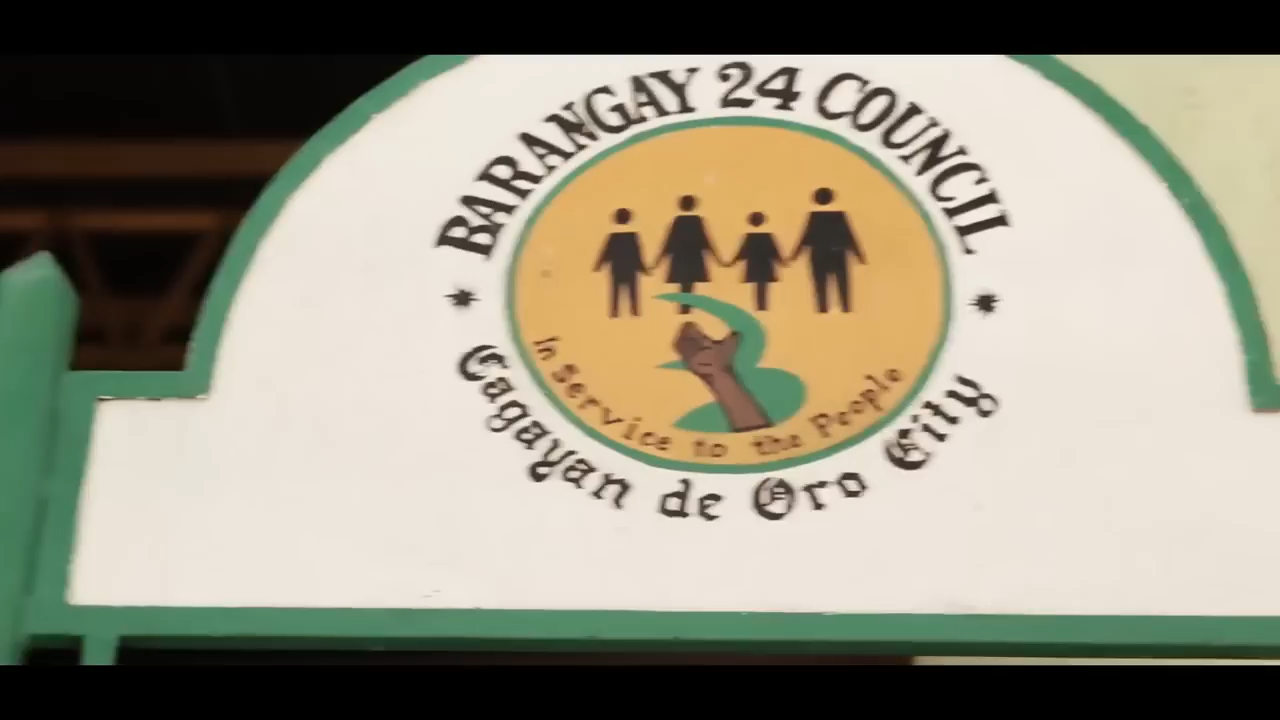 BARANGAY 24 COUNCIL
In Service to the People
Cagayan de Oro City